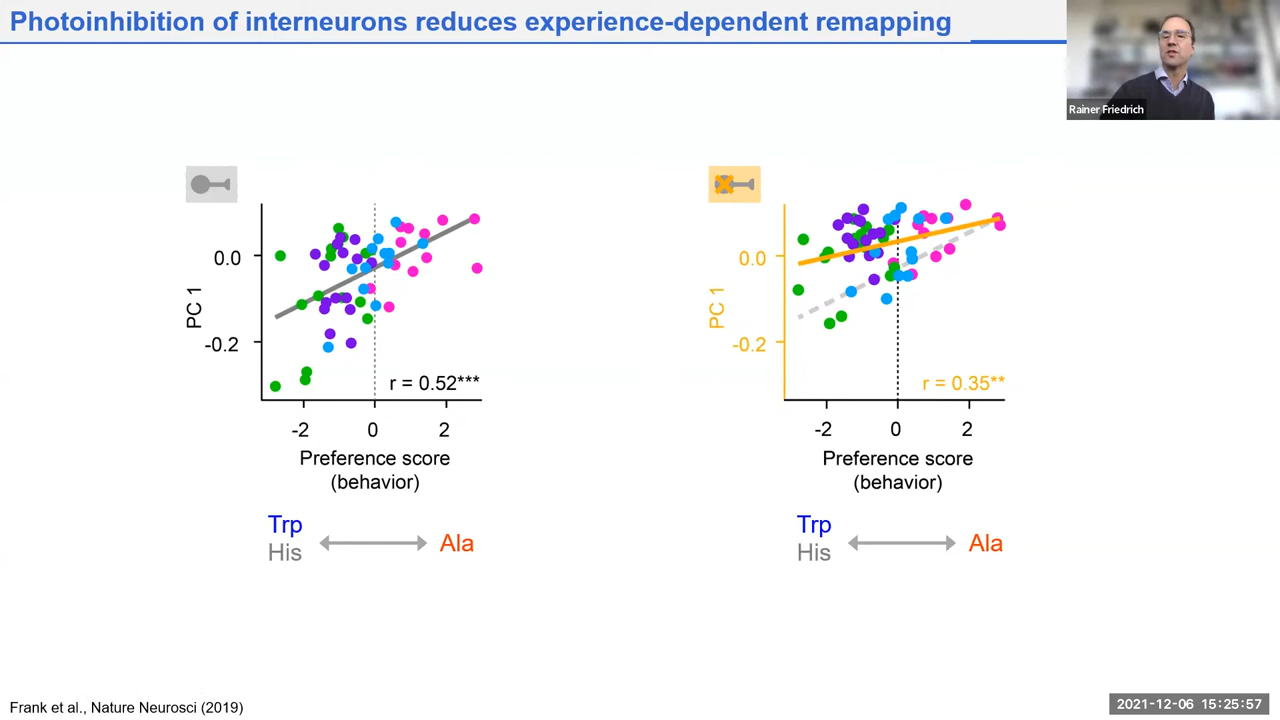 Photoinhibition of interneurons reduces experience-dependent remapping
Rainer Friedrich
0.0
-0.2
PC 1
r = 0.52***
-2
0
2
Preference score
(behavior)
Trp
His
Ala
0.0
-0.2
PC 1
r = 0.35**
-2
0
2
Preference score
(behavior)
Trp
His
Ala
Frank et al., Nature Neurosci (2019)
2021-12-06 15:25:57